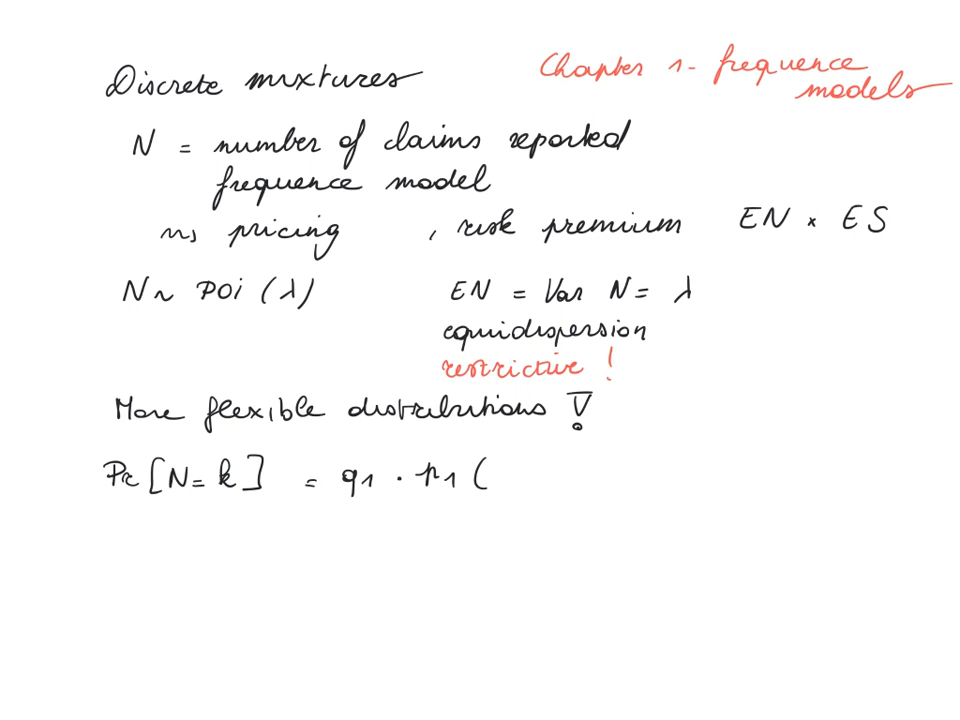 Discrete mixtures
Chapter 1 - frequence
models
N = number of claims reported
frequence model
↝ pricing , risk premium EN × ES
N ~ POI (λ) EN = Var N = λ
equidispersion
restrictive !
More flexible distributions !
Pr [N = k] = q1 · p1 (